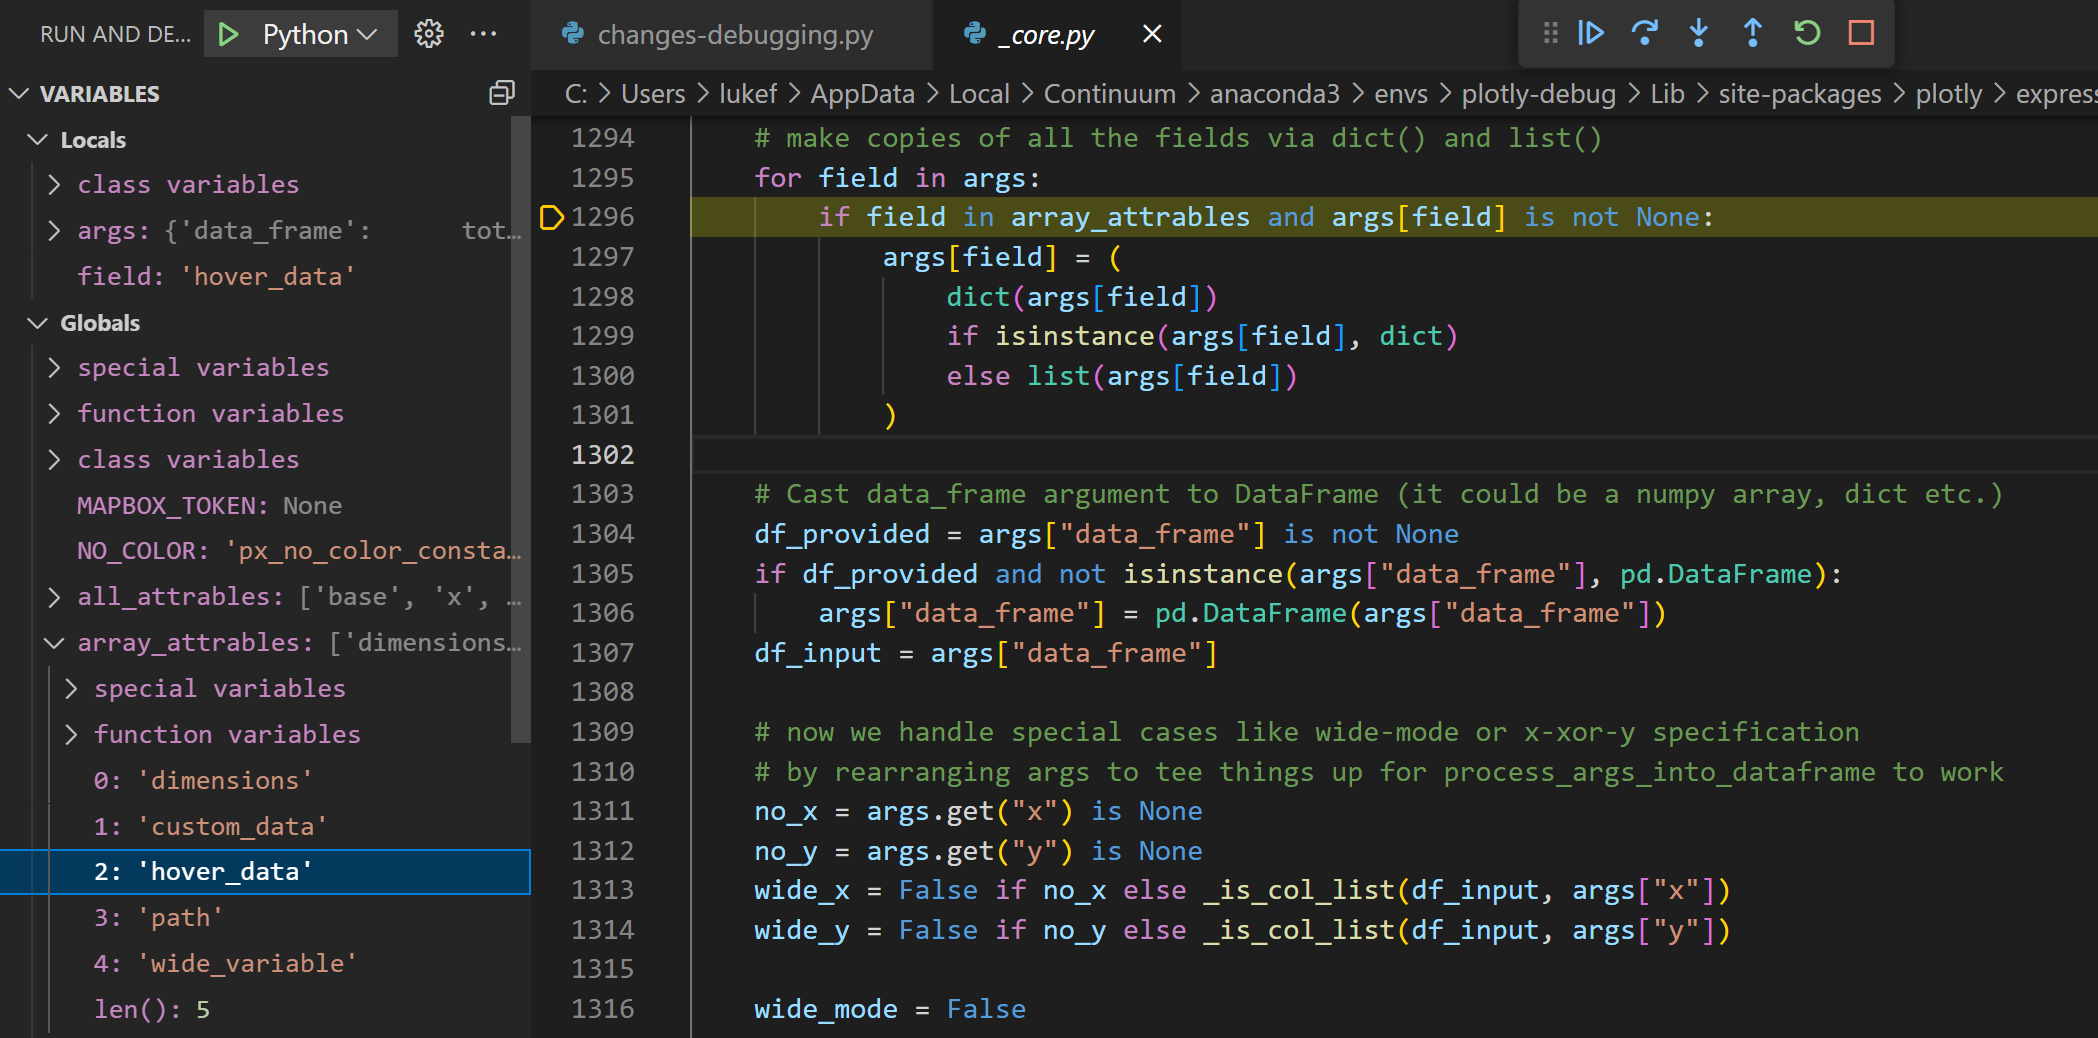 RUN AND DE... Python
VARIABLES
Locals
class variables
args: {'data_frame': tot...
field: 'hover_data'
Globals
special variables
function variables
class variables
MAPBOX_TOKEN: None
NO_COLOR: 'px_no_color_consta...
all_attrables: ['base', 'x', ...
array_attrables: ['dimensions...
special variables
function variables
0: 'dimensions'
1: 'custom_data'
2: 'hover_data'
3: 'path'
4: 'wide_variable'
len(): 5
changes-debugging.py _core.py
C: > Users > lukef > AppData > Local > Continuum > anaconda3 > envs > plotly-debug > Lib > site-packages > plotly > express
1294 # make copies of all the fields via dict() and list()
1295 for field in args:
1296 if field in array_attrables and args[field] is not None:
1297 args[field] = (
1298 dict(args[field])
1299 if isinstance(args[field], dict)
1300 else list(args[field])
1301 )
1302
1303 # Cast data_frame argument to DataFrame (it could be a numpy array, dict etc.)
1304 df_provided = args["data_frame"] is not None
1305 if df_provided and not isinstance(args["data_frame"], pd.DataFrame):
1306 args["data_frame"] = pd.DataFrame(args["data_frame"])
1307 df_input = args["data_frame"]
1308
1309 # now we handle special cases like wide-mode or x-xor-y specification
1310 # by rearranging args to tee things up for process_args_into_dataframe to work
1311 no_x = args.get("x") is None
1312 no_y = args.get("y") is None
1313 wide_x = False if no_x else _is_col_list(df_input, args["x"])
1314 wide_y = False if no_y else _is_col_list(df_input, args["y"])
1315
1316 wide_mode = False